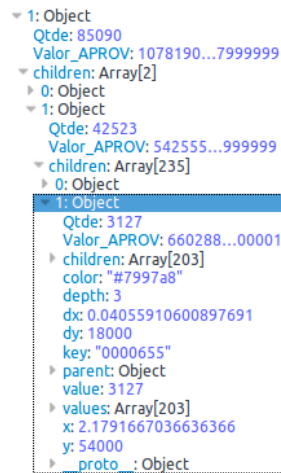 1: Object
Qtde: 85090
Valor_APROV: 1078190...7999999
children: Array[2]
0: Object
1: Object
Qtde: 42523
Valor_APROV: 542555...999999
children: Array[235]
0: Object
1: Object
Qtde: 3127
Valor_APROV: 660288...00001
children: Array[203]
color: "#7997a8"
depth: 3
dx: 0.04055910600897691
dy: 18000
key: "0000655"
parent: Object
value: 3127
values: Array[203]
x: 2.1791667036636366
y: 54000
__proto__: Object